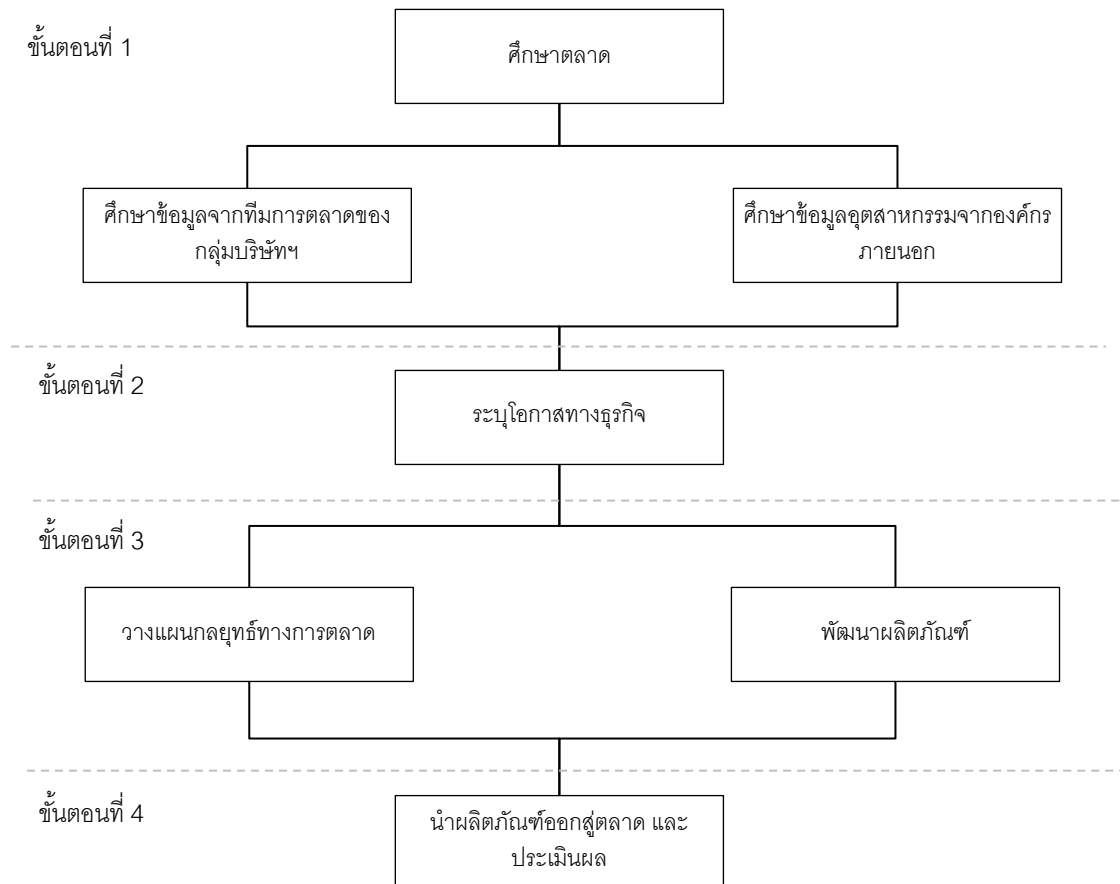 ขั้นตอนที่ 1
ศึกษาตลาด
ศึกษาข้อมูลจากทีมการตลาดของ
กลุ่มบริษัทฯ
ศึกษาข้อมูลอุตสาหกรรมจากองค์กร
ภายนอก
ขั้นตอนที่ 2
ระบุโอกาสทางธุรกิจ
ขั้นตอนที่ 3
วางแผนกลยุทธ์ทางการตลาด
พัฒนาผลิตภัณฑ์
ขั้นตอนที่ 4
นำผลิตภัณฑ์ออกสู่ตลาด และ
ประเมินผล